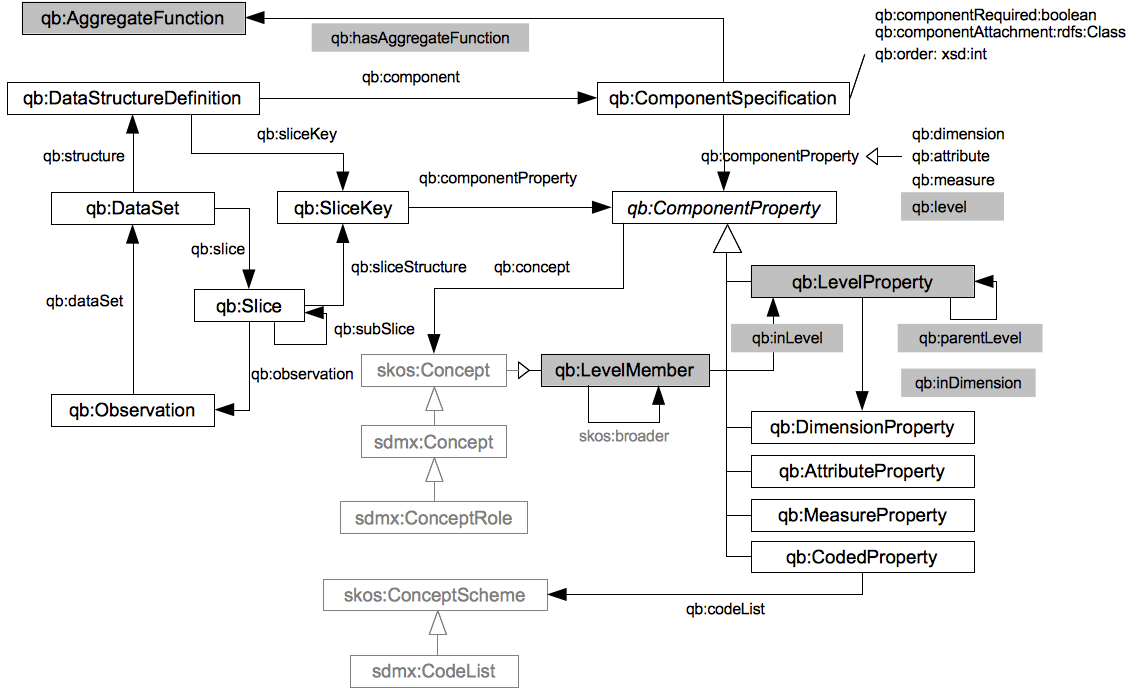 qb:AggregateFunction
qb:componentRequired:boolean
qb:componentAttachment:rdfs:Class
qb:order: xsd:int
qb:hasAggregateFunction
qb:component
qb:DataStructureDefinition
qb:ComponentSpecification
qb:sliceKey
qb:structure
qb:componentProperty
qb:dimension
qb:attribute
qb:measure
qb:level
qb:componentProperty
qb:DataSet
qb:SliceKey
qb:ComponentProperty
qb:slice
qb:sliceStructure
qb:concept
qb:dataSet
qb:Slice
qb:subSlice
qb:LevelProperty
qb:inLevel
qb:parentLevel
qb:observation
skos:Concept
qb:LevelMember
qb:inDimension
qb:Observation
skos:broader
qb:DimensionProperty
sdmx:Concept
qb:AttributeProperty
sdmx:ConceptRole
qb:MeasureProperty
qb:CodedProperty
skos:ConceptScheme
qb:codeList
sdmx:CodeList